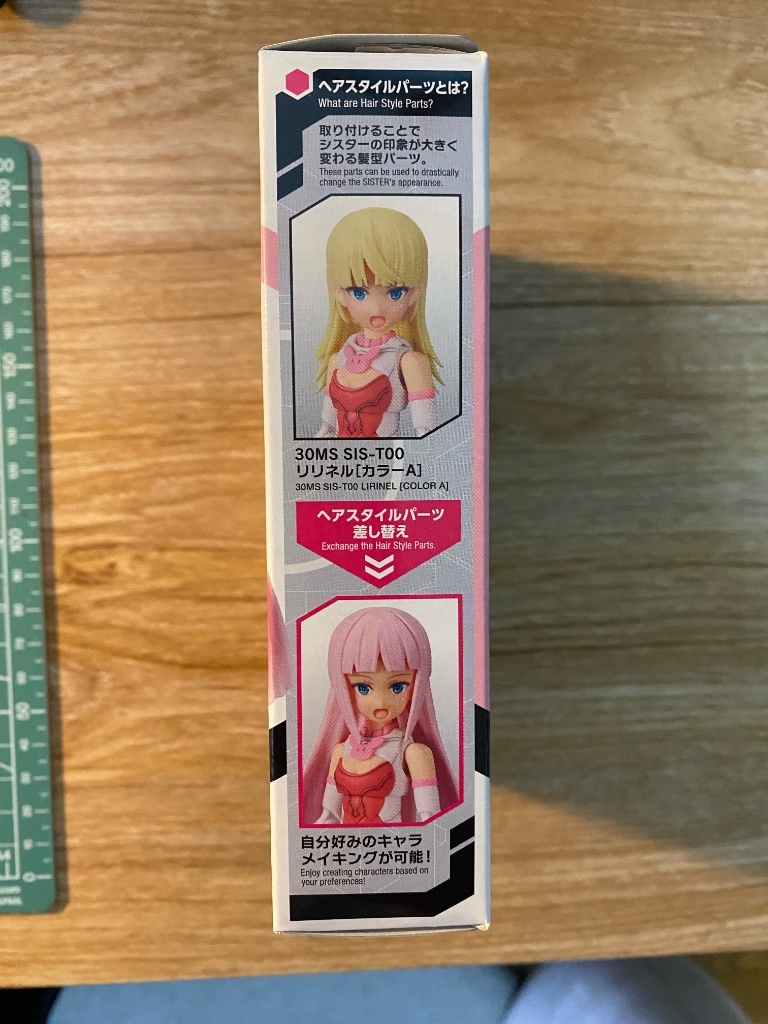 ヘアスタイルパーツとは?
What are Hair Style Parts?
取り付けることで
シスターの印象が大きく
変わる髪型パーツ。
These parts can be used to drastically
change the SISTER's appearance.
30MS SIS-T00
リリネル[カラーA]
30MS SIS-T00 LIRINEL [COLOR A]
ヘアスタイルパーツ
差し替え
Exchange the Hair Style Parts.
自分好みのキャラ
メイキングが可能!
Enjoy creating characters based on
your preferences!
200
150
100
50
0